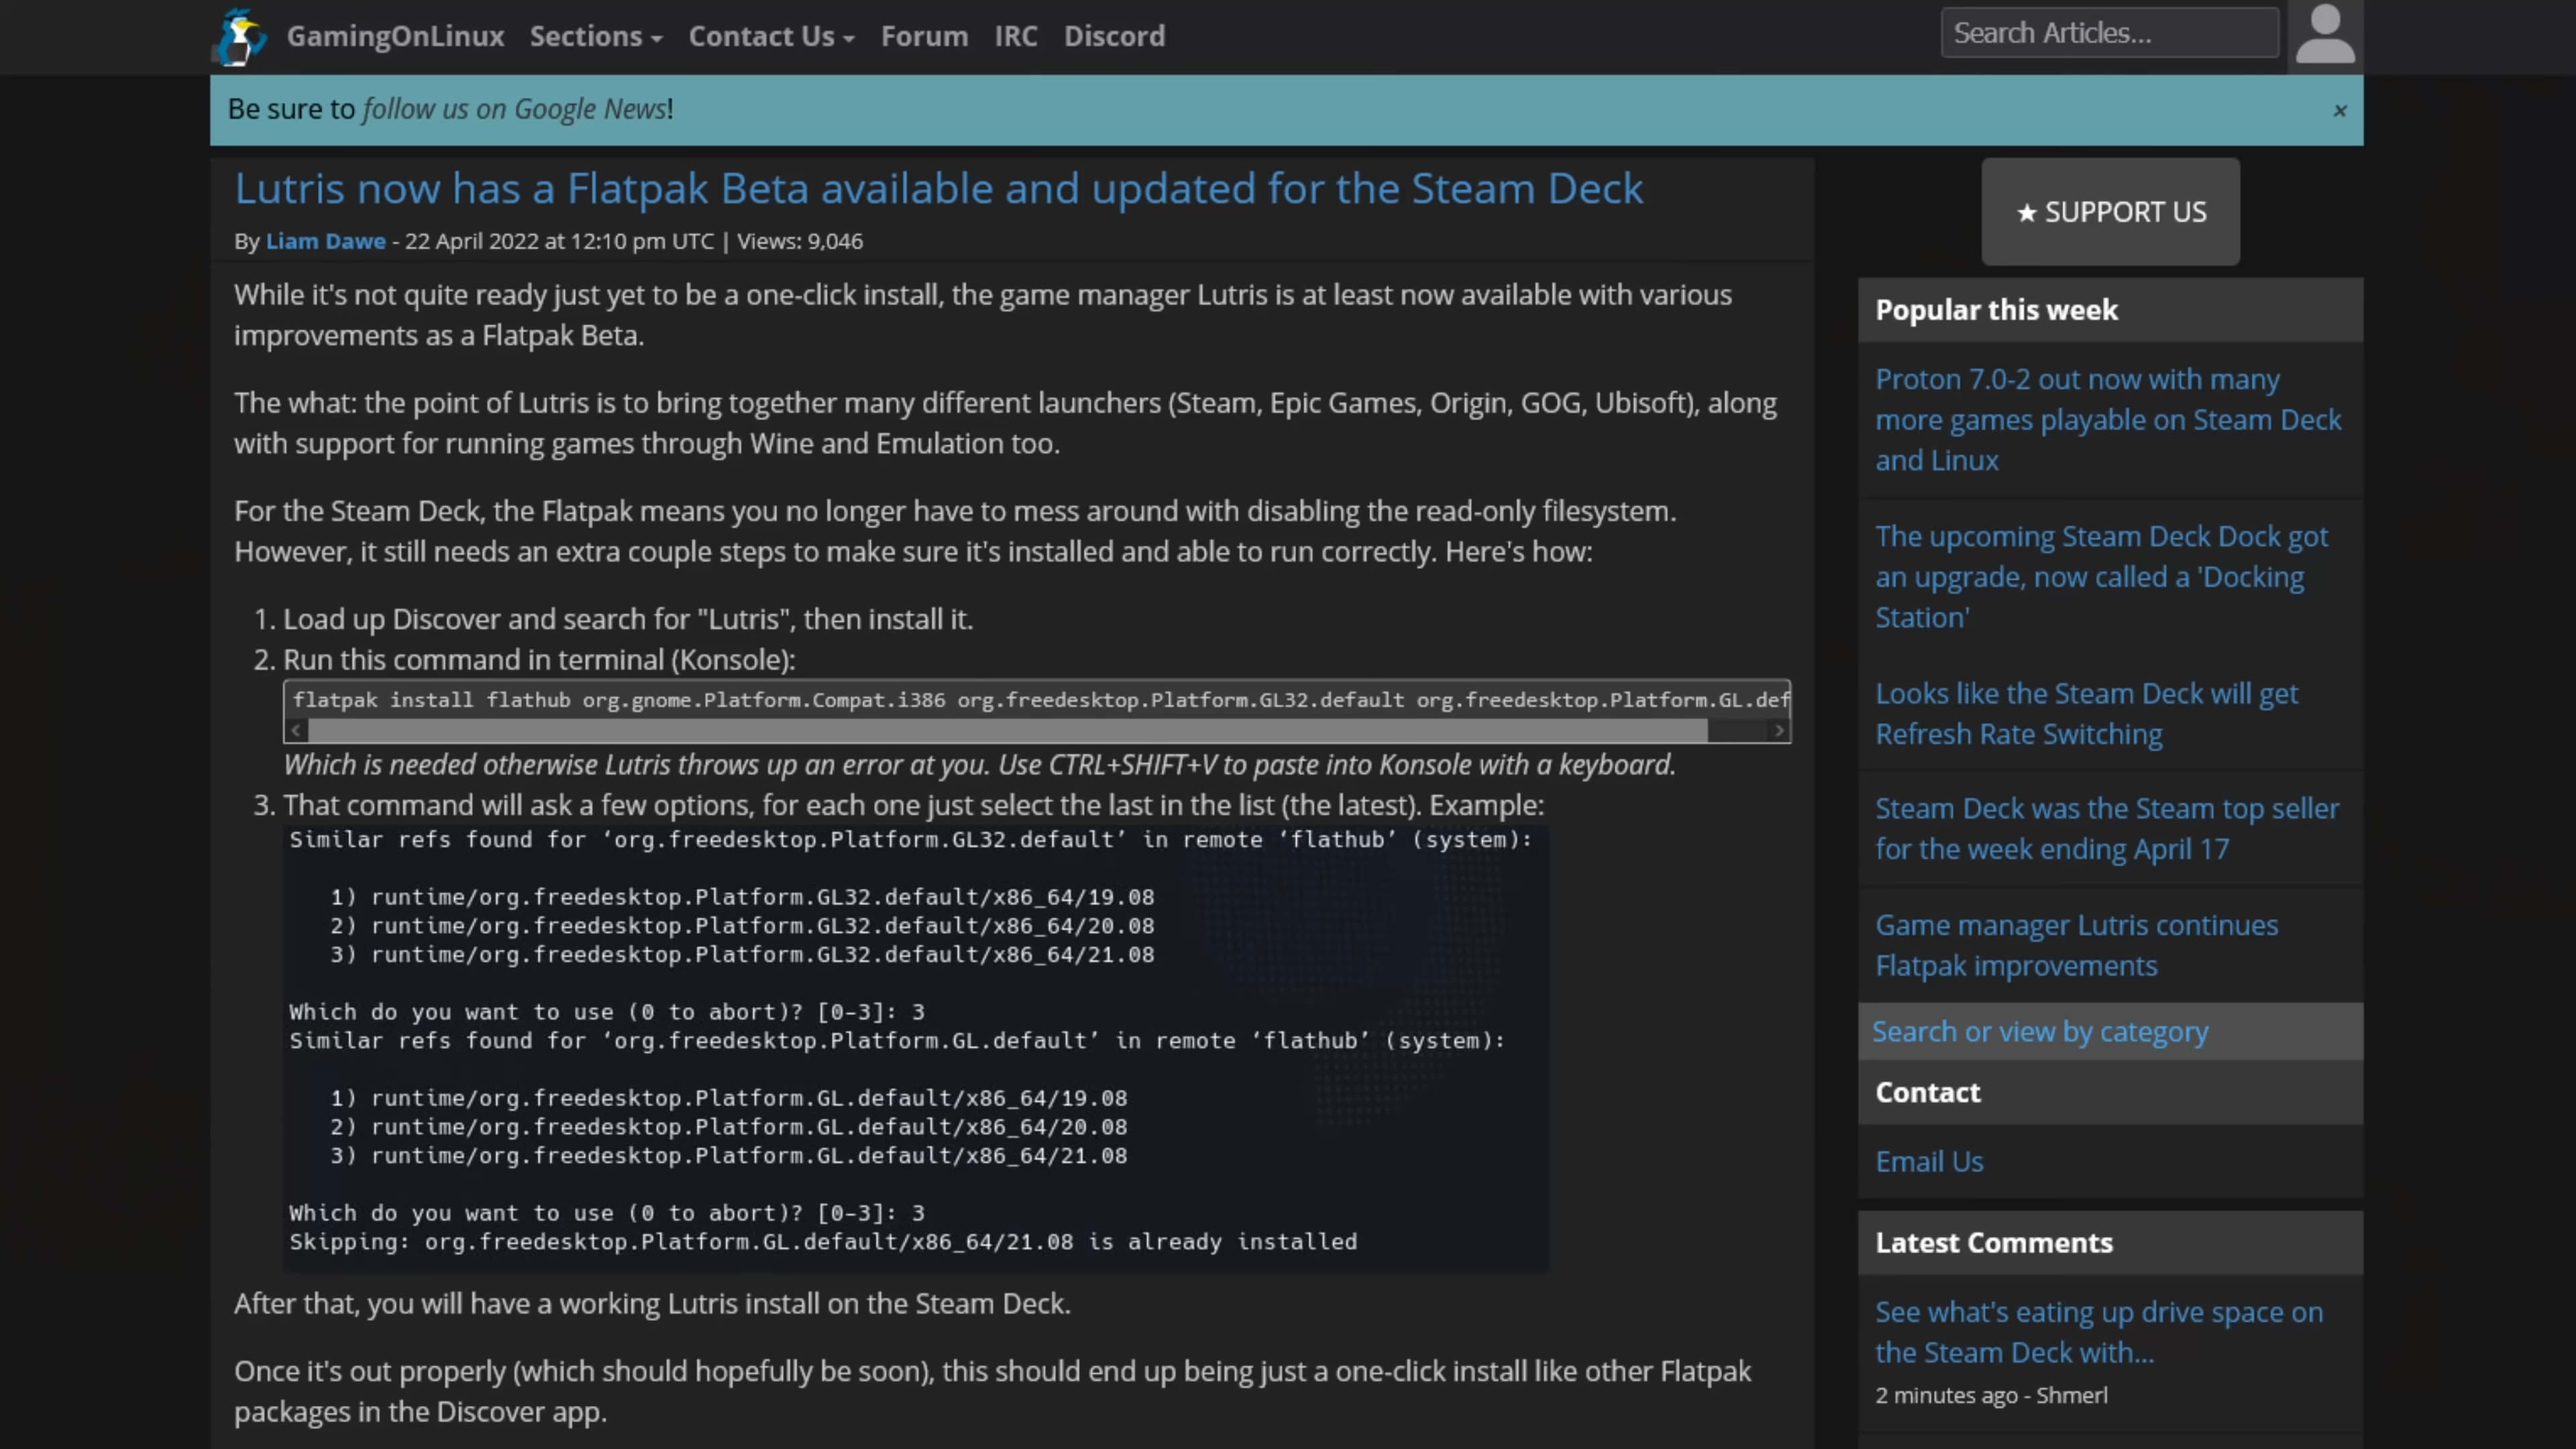 GamingOnLinux Sections Contact Us Forum IRC Discord
Search Articles...
Be sure to follow us on Google News!
×
Lutris now has a Flatpak Beta available and updated for the Steam Deck
By Liam Dawe - 22 April 2022 at 12:10 pm UTC | Views: 9,046
While it's not quite ready just yet to be a one-click install, the game manager Lutris is at least now available with various
improvements as a Flatpak Beta.
The what: the point of Lutris is to bring together many different launchers (Steam, Epic Games, Origin, GOG, Ubisoft), along
with support for running games through Wine and Emulation too.
For the Steam Deck, the Flatpak means you no longer have to mess around with disabling the read-only filesystem.
However, it still needs an extra couple steps to make sure it's installed and able to run correctly. Here's how:
1. Load up Discover and search for "Lutris", then install it.
2. Run this command in terminal (Konsole):
flatpak install flathub org.gnome.Platform.Compat.i386 org.freedesktop.Platform.GL32.default org.freedesktop.Platform.GL.def
Which is needed otherwise Lutris throws up an error at you. Use CTRL+SHIFT+V to paste into Konsole with a keyboard.
3. That command will ask a few options, for each one just select the last in the list (the latest). Example:
Similar refs found for ‘org.freedesktop.Platform.GL32.default’ in remote ‘flathub’ (system):
1) runtime/org.freedesktop.Platform.GL32.default/x86_64/19.08
2) runtime/org.freedesktop.Platform.GL32.default/x86_64/20.08
3) runtime/org.freedesktop.Platform.GL32.default/x86_64/21.08
Which do you want to use (0 to abort)? [0-3]: 3
Similar refs found for ‘org.freedesktop.Platform.GL.default’ in remote ‘flathub’ (system):
1) runtime/org.freedesktop.Platform.GL.default/x86_64/19.08
2) runtime/org.freedesktop.Platform.GL.default/x86_64/20.08
3) runtime/org.freedesktop.Platform.GL.default/x86_64/21.08
Which do you want to use (0 to abort)? [0-3]: 3
Skipping: org.freedesktop.Platform.GL.default/x86_64/21.08 is already installed
After that, you will have a working Lutris install on the Steam Deck.
Once it's out properly (which should hopefully be soon), this should end up being just a one-click install like other Flatpak
packages in the Discover app.
★ SUPPORT US
Popular this week
Proton 7.0-2 out now with many
more games playable on Steam Deck
and Linux
The upcoming Steam Deck Dock got
an upgrade, now called a 'Docking
Station'
Looks like the Steam Deck will get
Refresh Rate Switching
Steam Deck was the Steam top seller
for the week ending April 17
Game manager Lutris continues
Flatpak improvements
Search or view by category
Contact
Email Us
Latest Comments
See what's eating up drive space on
the Steam Deck with...
2 minutes ago - Shmerl